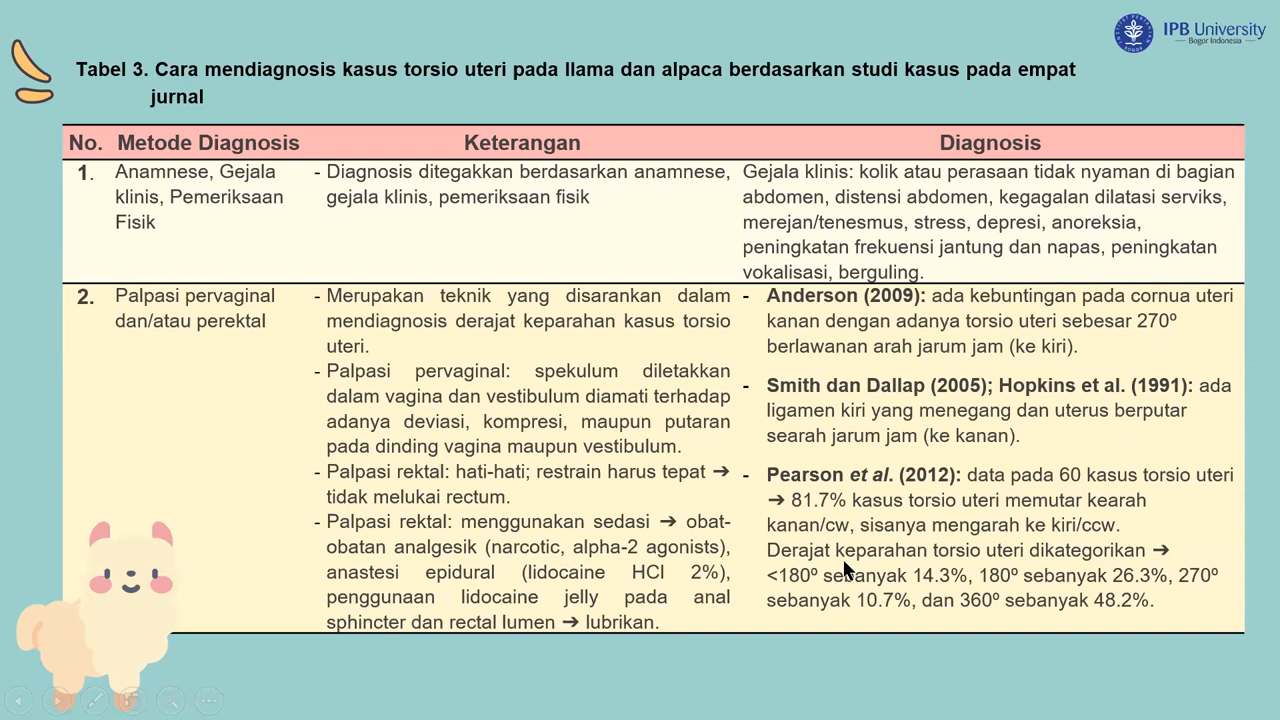 IPB University
Bogor Indonesia
Tabel 3. Cara mendiagnosis kasus torsio uteri pada llama dan alpaca berdasarkan studi kasus pada empat
jurnal
No. Metode Diagnosis Keterangan Diagnosis
1. Anamnese, Gejala
klinis, Pemeriksaan
Fisik
- Diagnosis ditegakkan berdasarkan anamnese,
gejala klinis, pemeriksaan fisik
Gejala klinis: kolik atau perasaan tidak nyaman di bagian
abdomen, distensi abdomen, kegagalan dilatasi serviks,
merejan/tenesmus, stress, depresi, anoreksia,
peningkatan frekuensi jantung dan napas, peningkatan
vokalisasi, berguling.
2. Palpasi pervaginal
dan/atau perektal
- Merupakan teknik yang disarankan dalam
mendiagnosis derajat keparahan kasus torsio
uteri.
- Palpasi pervaginal: spekulum diletakkan
dalam vagina dan vestibulum diamati terhadap
adanya deviasi, kompresi, maupun putaran
pada dinding vagina maupun vestibulum.
- Palpasi rektal: hati-hati; restrain harus tepat ➔
tidak melukai rectum.
- Palpasi rektal: menggunakan sedasi ➔ obat-
obatan analgesik (narcotic, alpha-2 agonists),
anastesi epidural (lidocaine HCl 2%),
penggunaan lidocaine jelly pada anal
sphincter dan rectal lumen ➔ lubrikan.
- Anderson (2009): ada kebuntingan pada cornua uteri
kanan dengan adanya torsio uteri sebesar 270º
berlawanan arah jarum jam (ke kiri).
- Smith dan Dallap (2005); Hopkins et al. (1991): ada
ligamen kiri yang menegang dan uterus berputar
searah jarum jam (ke kanan).
- Pearson et al. (2012): data pada 60 kasus torsio uteri
➔ 81.7% kasus torsio uteri memutar kearah
kanan/cw, sisanya mengarah ke kiri/ccw.
Derajat keparahan torsio uteri dikategorikan ➔
<180º sebanyak 14.3%, 180º sebanyak 26.3%, 270º
sebanyak 10.7%, dan 360º sebanyak 48.2%.